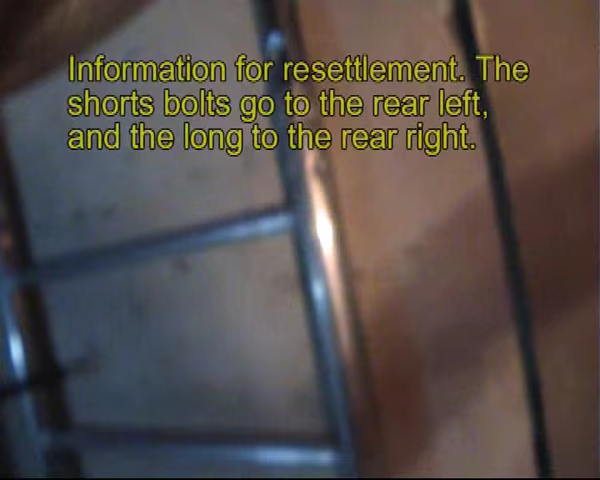 Information for resettlement. The
shorts bolts go to the rear left,
and the long to the rear right.